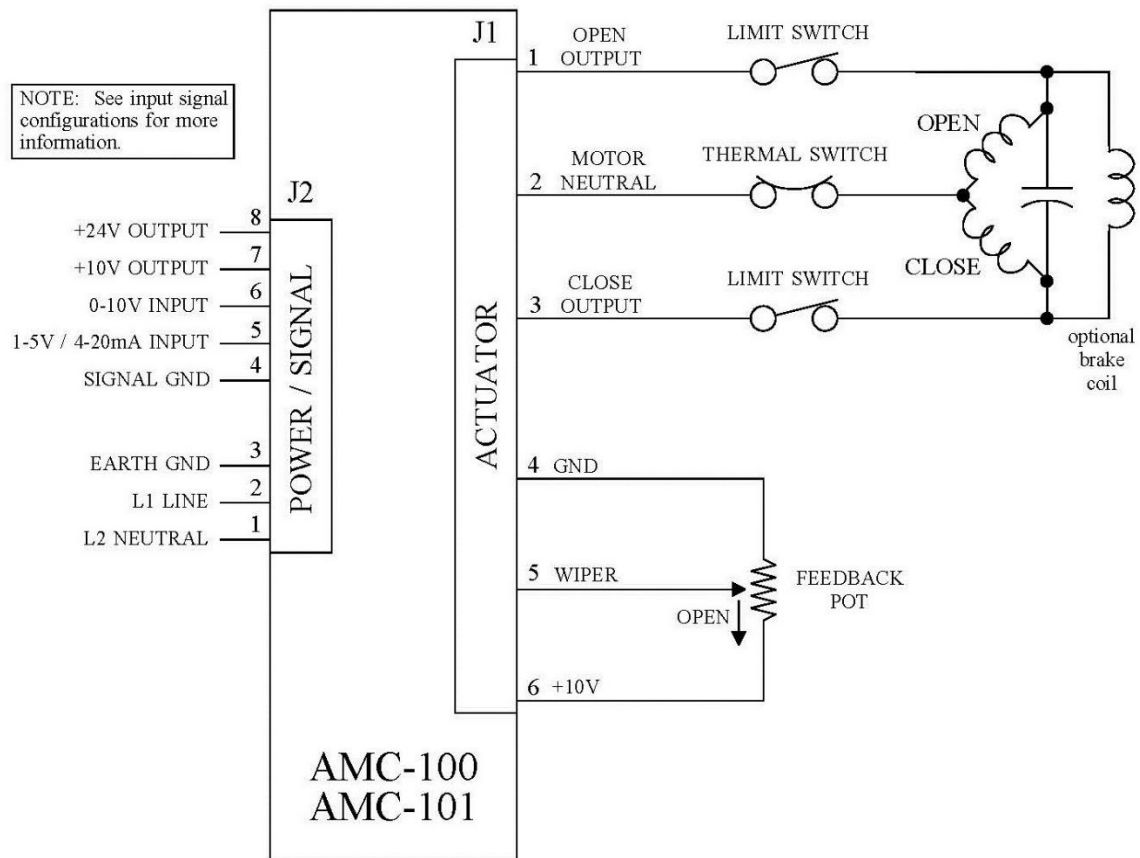 NOTE: See input signal
configurations for more
information.
J2
8
+24V OUTPUT
7
+10V OUTPUT
6
0-10V INPUT
5
1-5V / 4-20mA INPUT
4
SIGNAL GND
3
EARTH GND
2
L1 LINE
1
L2 NEUTRAL
POWER / SIGNAL
J1
ACTUATOR
1
OPEN
OUTPUT
LIMIT SWITCH
2
MOTOR
NEUTRAL
THERMAL SWITCH
3
CLOSE
OUTPUT
LIMIT SWITCH
OPEN
CLOSE
optional
brake
coil
4 GND
5 WIPER
OPEN
FEEDBACK
POT
6 +10V
AMC-100
AMC-101